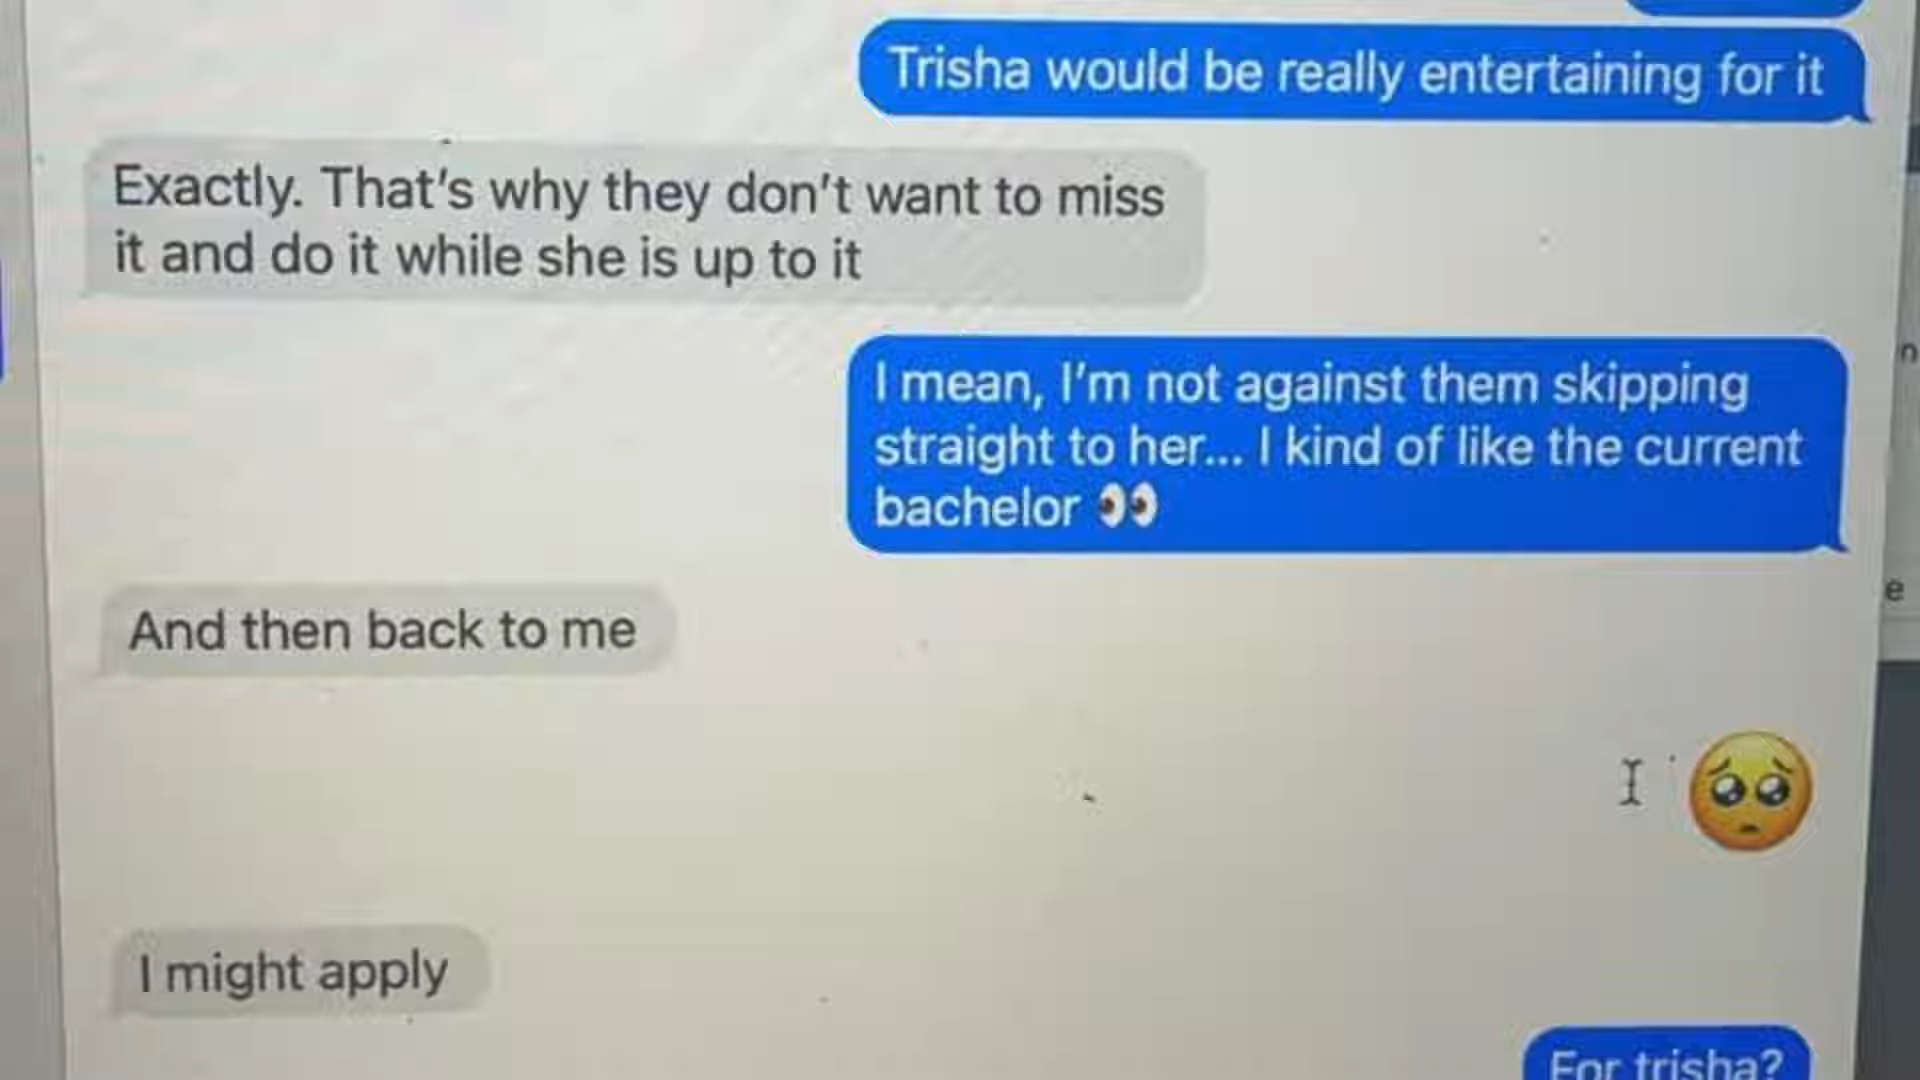 Trisha would be really entertaining for it
Exactly. That's why they don't want to miss
it and do it while she is up to it
I mean, I'm not against them skipping
straight to her... I kind of like the current
bachelor 👀
And then back to me
🥺
I might apply
For trisha?
n
e